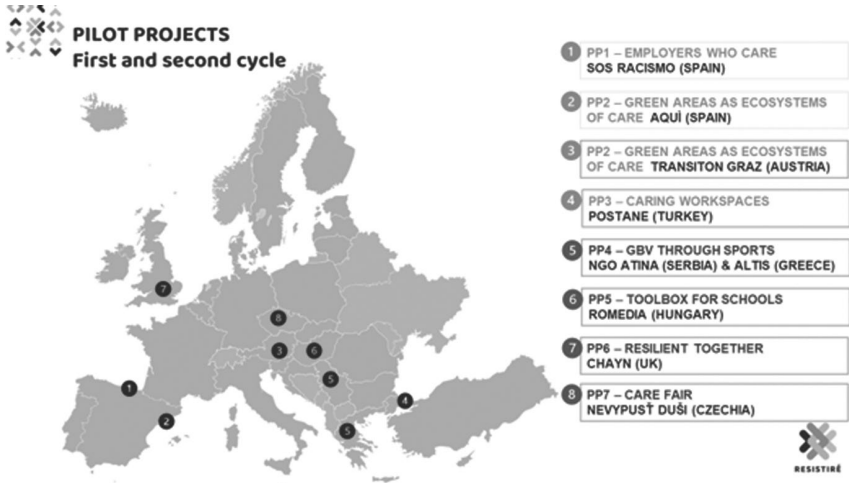 PILOT PROJECTS
First and second cycle
1 PP1 – EMPLOYERS WHO CARE
SOS RACISMO (SPAIN)
2 PP2 – GREEN AREAS AS ECOSYSTEMS
OF CARE AQUÌ (SPAIN)
3 PP2 – GREEN AREAS AS ECOSYSTEMS
OF CARE TRANSITON GRAZ (AUSTRIA)
4 PP3 – CARING WORKSPACES
POSTANE (TURKEY)
5 PP4 – GBV THROUGH SPORTS
NGO ATINA (SERBIA) & ALTIS (GREECE)
6 PP5 – TOOLBOX FOR SCHOOLS
ROMEDIA (HUNGARY)
7 PP6 – RESILIENT TOGETHER
CHAYN (UK)
8 PP7 – CARE FAIR
NEVYPUSŤ DUŠI (CZECHIA)
7
8
3
6
5
1
4
2
5
RESISTIRÉ